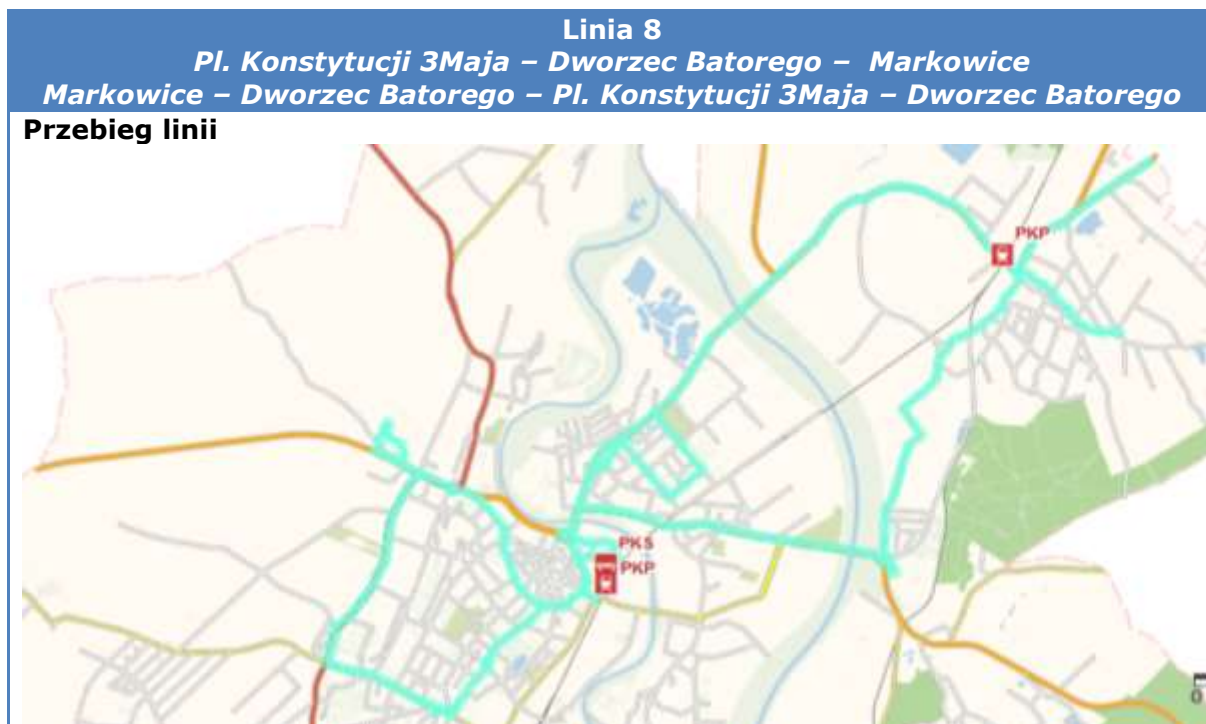 Linia 8
Pl. Konstytucji 3Maja – Dworzec Batorego – Markowice
Markowice – Dworzec Batorego – Pl. Konstytucji 3Maja – Dworzec Batorego
Przebieg linii
PKP
PKS
PKP
0